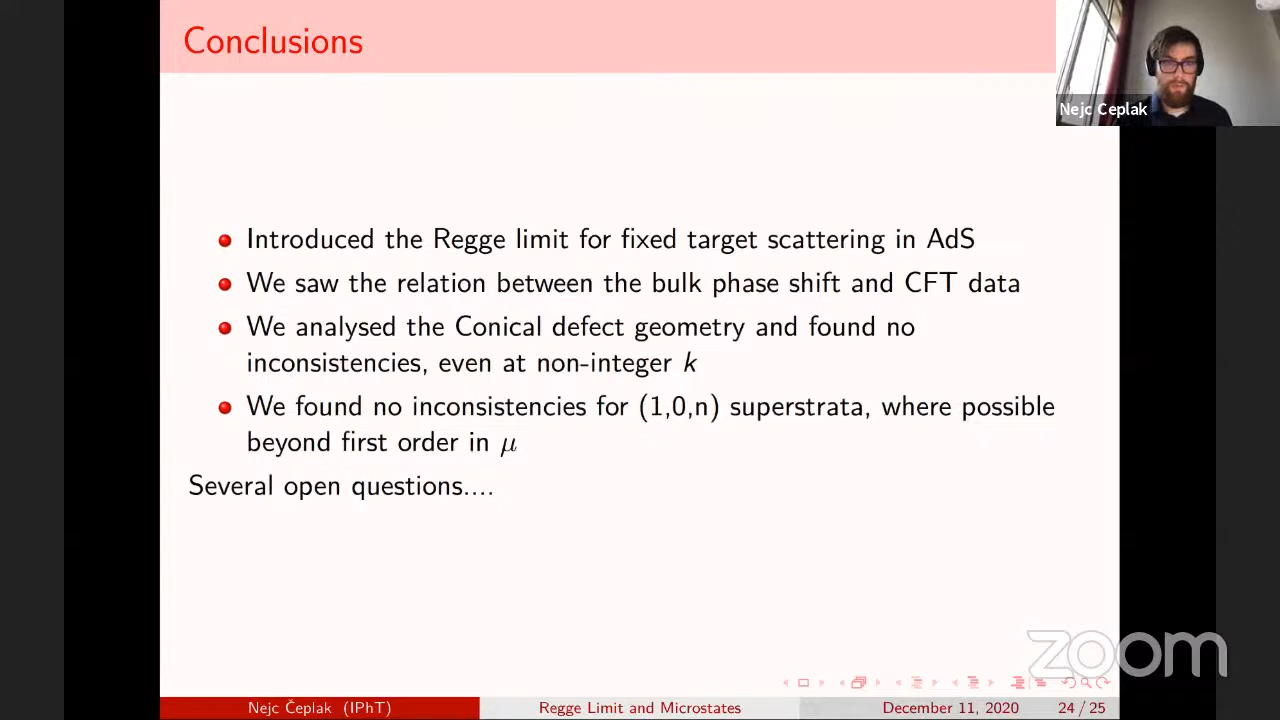 Conclusions
Nejc Ceplak
Introduced the Regge limit for fixed target scattering in AdS
We saw the relation between the bulk phase shift and CFT data
We analysed the Conical defect geometry and found no
inconsistencies, even at non-integer k
We found no inconsistencies for (1,0,n) superstrata, where possible
beyond first order in μ
Several open questions....
zoom
Nejc Čeplak (IPhT) Regge Limit and Microstates December 11, 2020 24 / 25